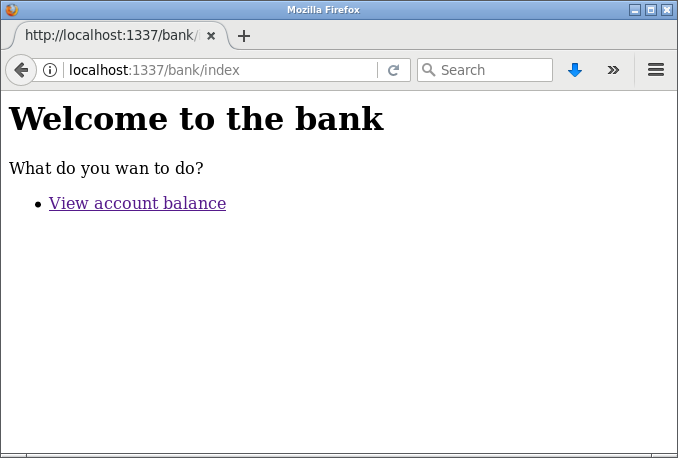 Mozilla Firefox
http://localhost:1337/bank/
localhost:1337/bank/index
Search
Welcome to the bank
What do you wan to do?
View account balance